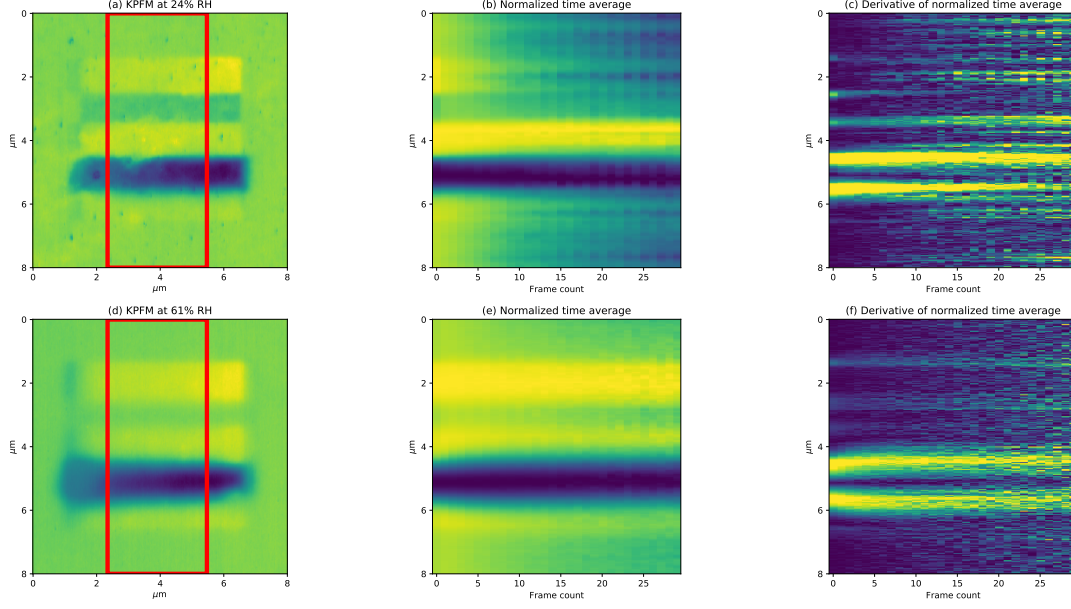 (a) KPFM at 24% RH
0
2
4
6
8
μm
0 2 4 6 8
μm
(b) Normalized time average
0
2
4
6
8
μm
0 5 10 15 20 25
Frame count
(c) Derivative of normalized time average
0
2
4
6
8
μm
0 5 10 15 20 25
Frame count
(d) KPFM at 61% RH
0
2
4
6
8
μm
0 2 4 6 8
μm
(e) Normalized time average
0
2
4
6
8
μm
0 5 10 15 20 25
Frame count
(f) Derivative of normalized time average
0
2
4
6
8
μm
0 5 10 15 20 25
Frame count